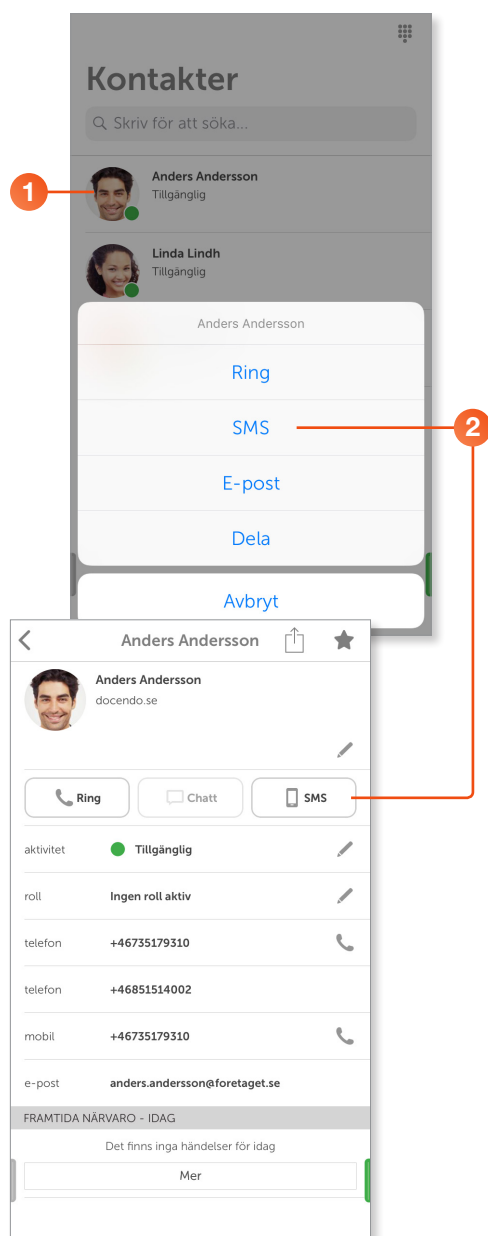 Kontakter
Skriv för att söka...
1
Anders Andersson
Tillgänglig
Linda Lindh
Tillgänglig
Anders Andersson
Ring
SMS
2
E-post
Dela
Avbryt
Anders Andersson
Anders Andersson
docendo.se
Ring Chatt SMS
aktivitet Tillgänglig
roll Ingen roll aktiv
telefon +46735179310
telefon +46851514002
mobil +46735179310
e-post anders.andersson@foretaget.se
FRAMTIDA NÄRVARO - IDAG
Det finns inga händelser för idag
Mer